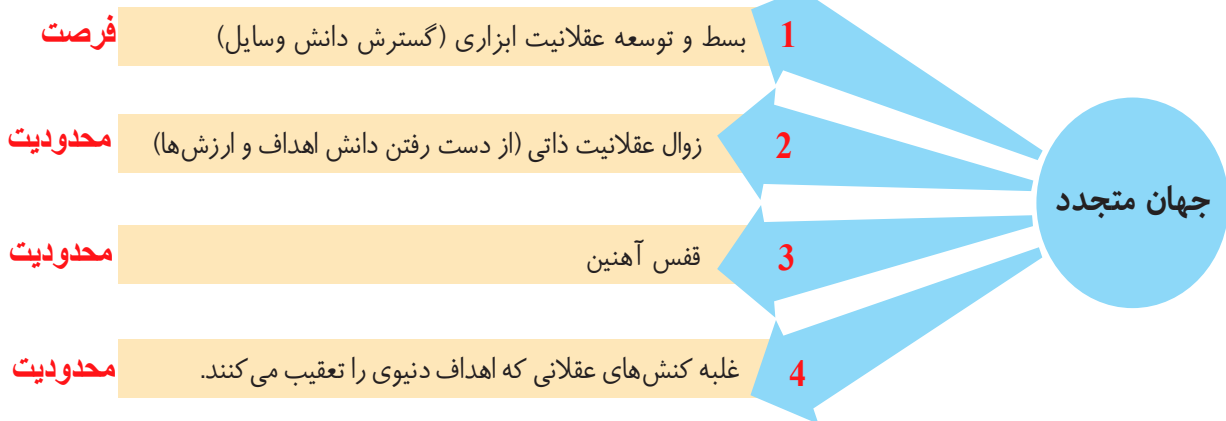 جهان متجدد
1 بسط و توسعه عقلانیت ابزاری (گسترش دانش وسایل) فرصت
2 زوال عقلانیت ذاتی (از دست رفتن دانش اهداف و ارزش‌ها) محدودیت
3 قفس آهنین محدودیت
4 غلبه کنش‌های عقلانی که اهداف دنیوی را تعقیب می‌کنند. محدودیت